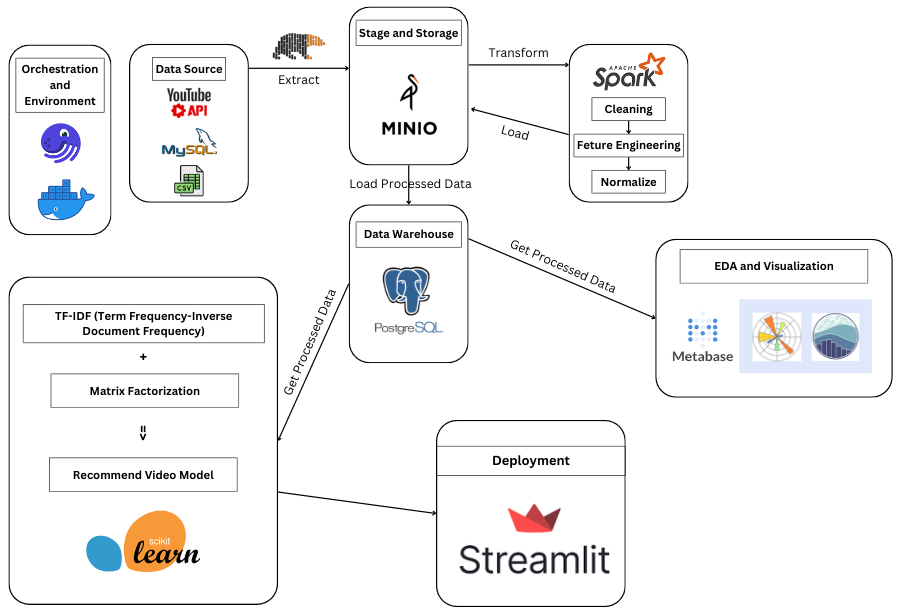 Orchestration
and
Environment
Data Source
YouTube
API
MySQL
CSV
Extract
Stage and Storage
MINIO
Transform
Load
APACHE
Spark
Cleaning
Feture Engineering
Normalize
Load Processed Data
Data Warehouse
PostgreSQL
Get Processed Data
EDA and Visualization
Metabase
Get Processed Data
TF-IDF (Term Frequency-Inverse
Document Frequency)
+
Matrix Factorization
=>
Recommend Video Model
scikit
learn
Deployment
Streamlit